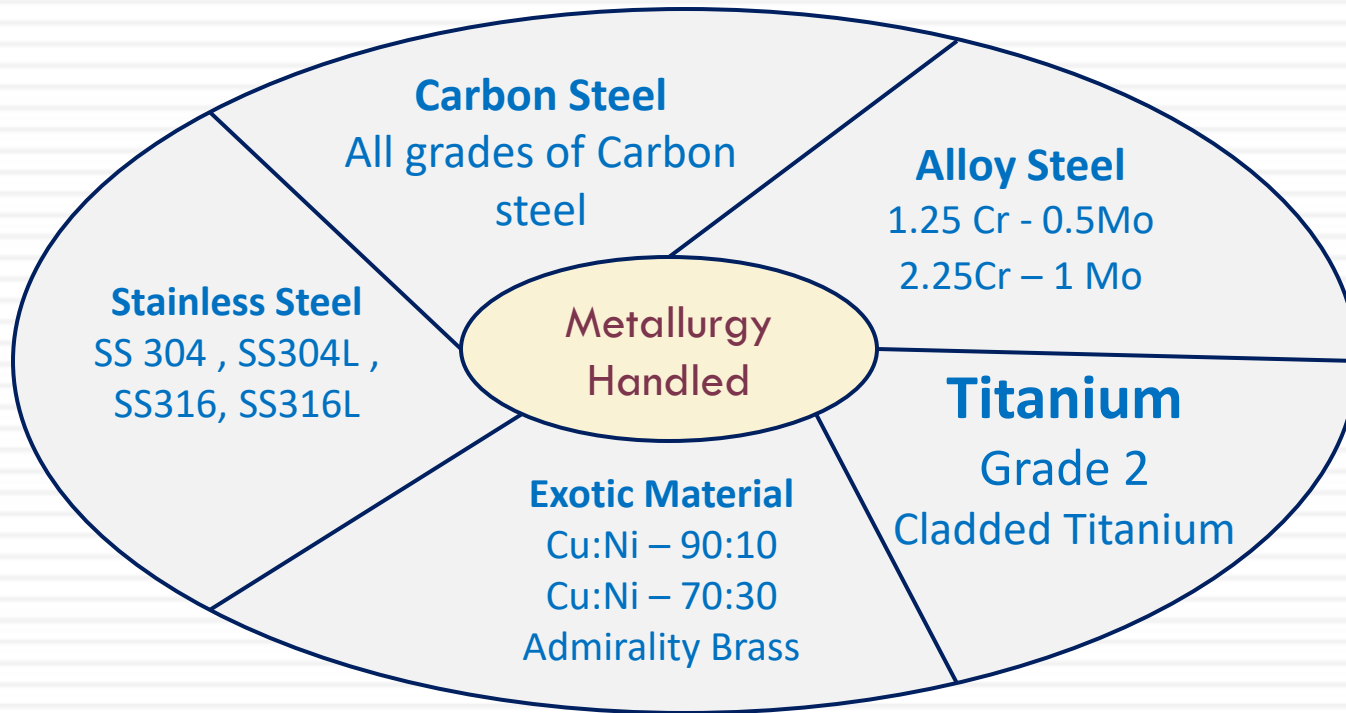 Carbon Steel
All grades of Carbon
steel
Alloy Steel
1.25 Cr - 0.5Mo
2.25Cr – 1 Mo
Stainless Steel
SS 304 , SS304L ,
SS316, SS316L
Metallurgy
Handled
Titanium
Grade 2
Cladded Titanium
Exotic Material
Cu:Ni – 90:10
Cu:Ni – 70:30
Admirality Brass